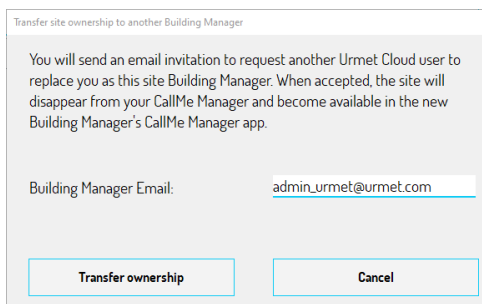 Transfer site ownership to another Building Manager
You will send an email invitation to request another Urmet Cloud user to
replace you as this site Building Manager. When accepted, the site will
disappear from your CallMe Manager and become available in the new
Building Manager's CallMe Manager app.
Building Manager Email: admin_urmet@urmet.com
Transfer ownership Cancel